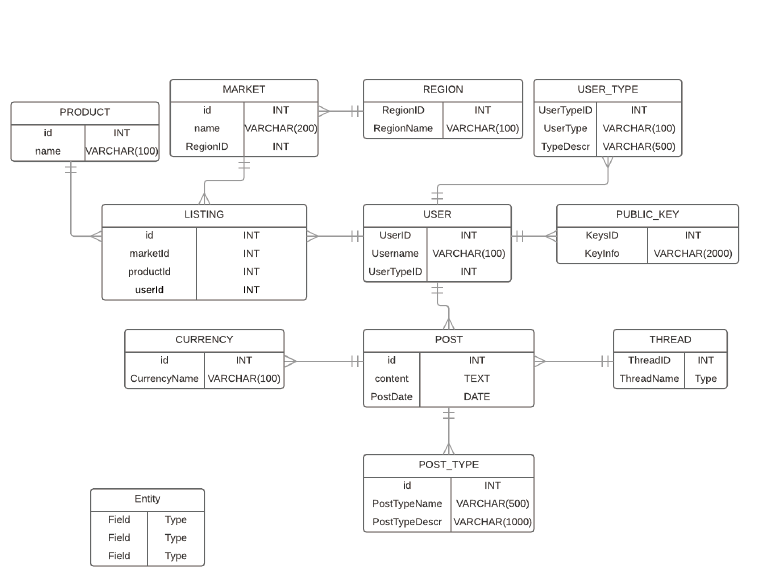 PRODUCT
id INT
name VARCHAR(100)
MARKET
id INT
name VARCHAR(200)
RegionID INT
REGION
RegionID INT
RegionName VARCHAR(100)
USER_TYPE
UserTypeID INT
UserType VARCHAR(100)
TypeDescr VARCHAR(500)
LISTING
id INT
marketId INT
productId INT
userId INT
USER
UserID INT
Username VARCHAR(100)
UserTypeID INT
PUBLIC_KEY
KeysID INT
KeyInfo VARCHAR(2000)
CURRENCY
id INT
CurrencyName VARCHAR(100)
POST
id INT
content TEXT
PostDate DATE
THREAD
ThreadID INT
ThreadName Type
POST_TYPE
id INT
PostTypeName VARCHAR(500)
PostTypeDescr VARCHAR(1000)
Entity
Field Type
Field Type
Field Type